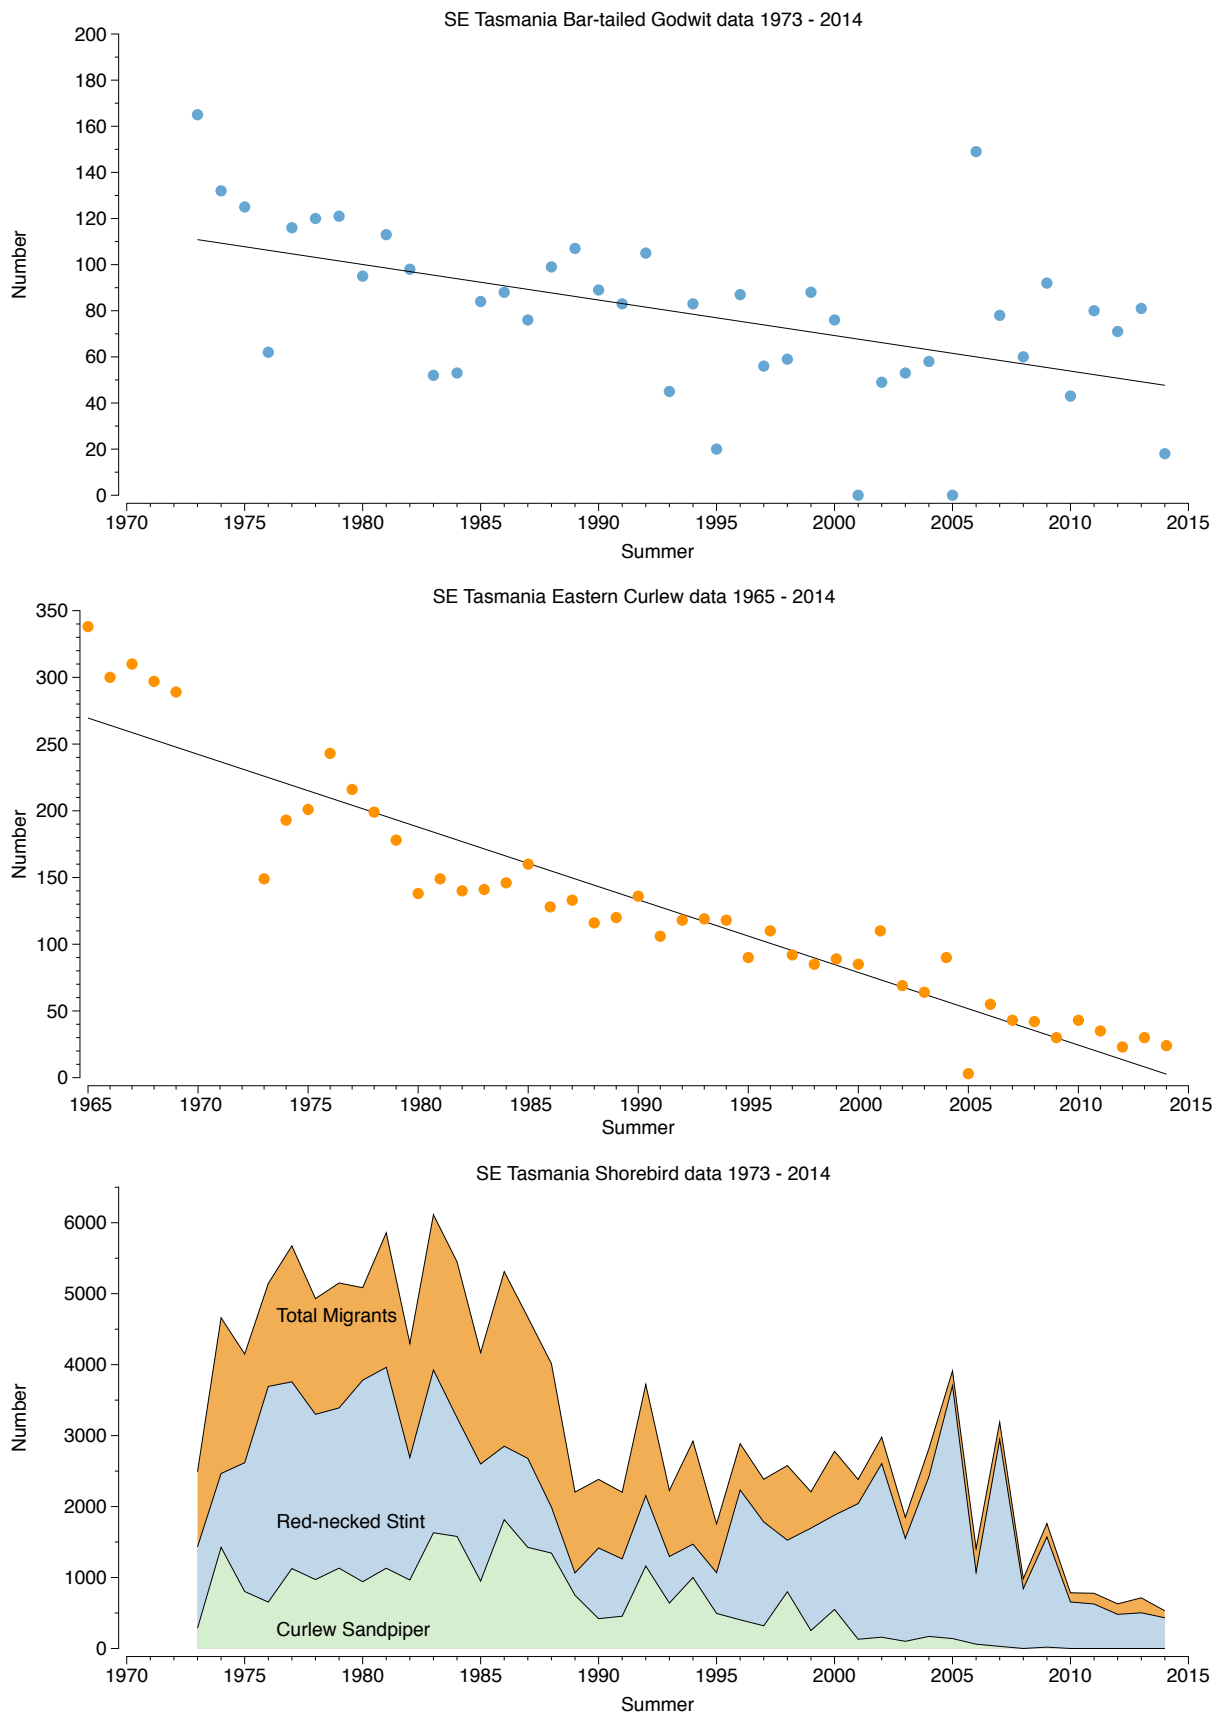 SE Tasmania Bar-tailed Godwit data 1973 - 2014
200
180
160
140
120
100
80
60
40
20
0
Number
1970 1975 1980 1985 1990 1995 2000 2005 2010 2015
Summer
SE Tasmania Eastern Curlew data 1965 - 2014
350
300
250
200
150
100
50
0
Number
1965 1970 1975 1980 1985 1990 1995 2000 2005 2010 2015
Summer
SE Tasmania Shorebird data 1973 - 2014
6000
5000
4000
3000
2000
1000
0
Number
Total Migrants
Red-necked Stint
Curlew Sandpiper
1970 1975 1980 1985 1990 1995 2000 2005 2010 2015
Summer